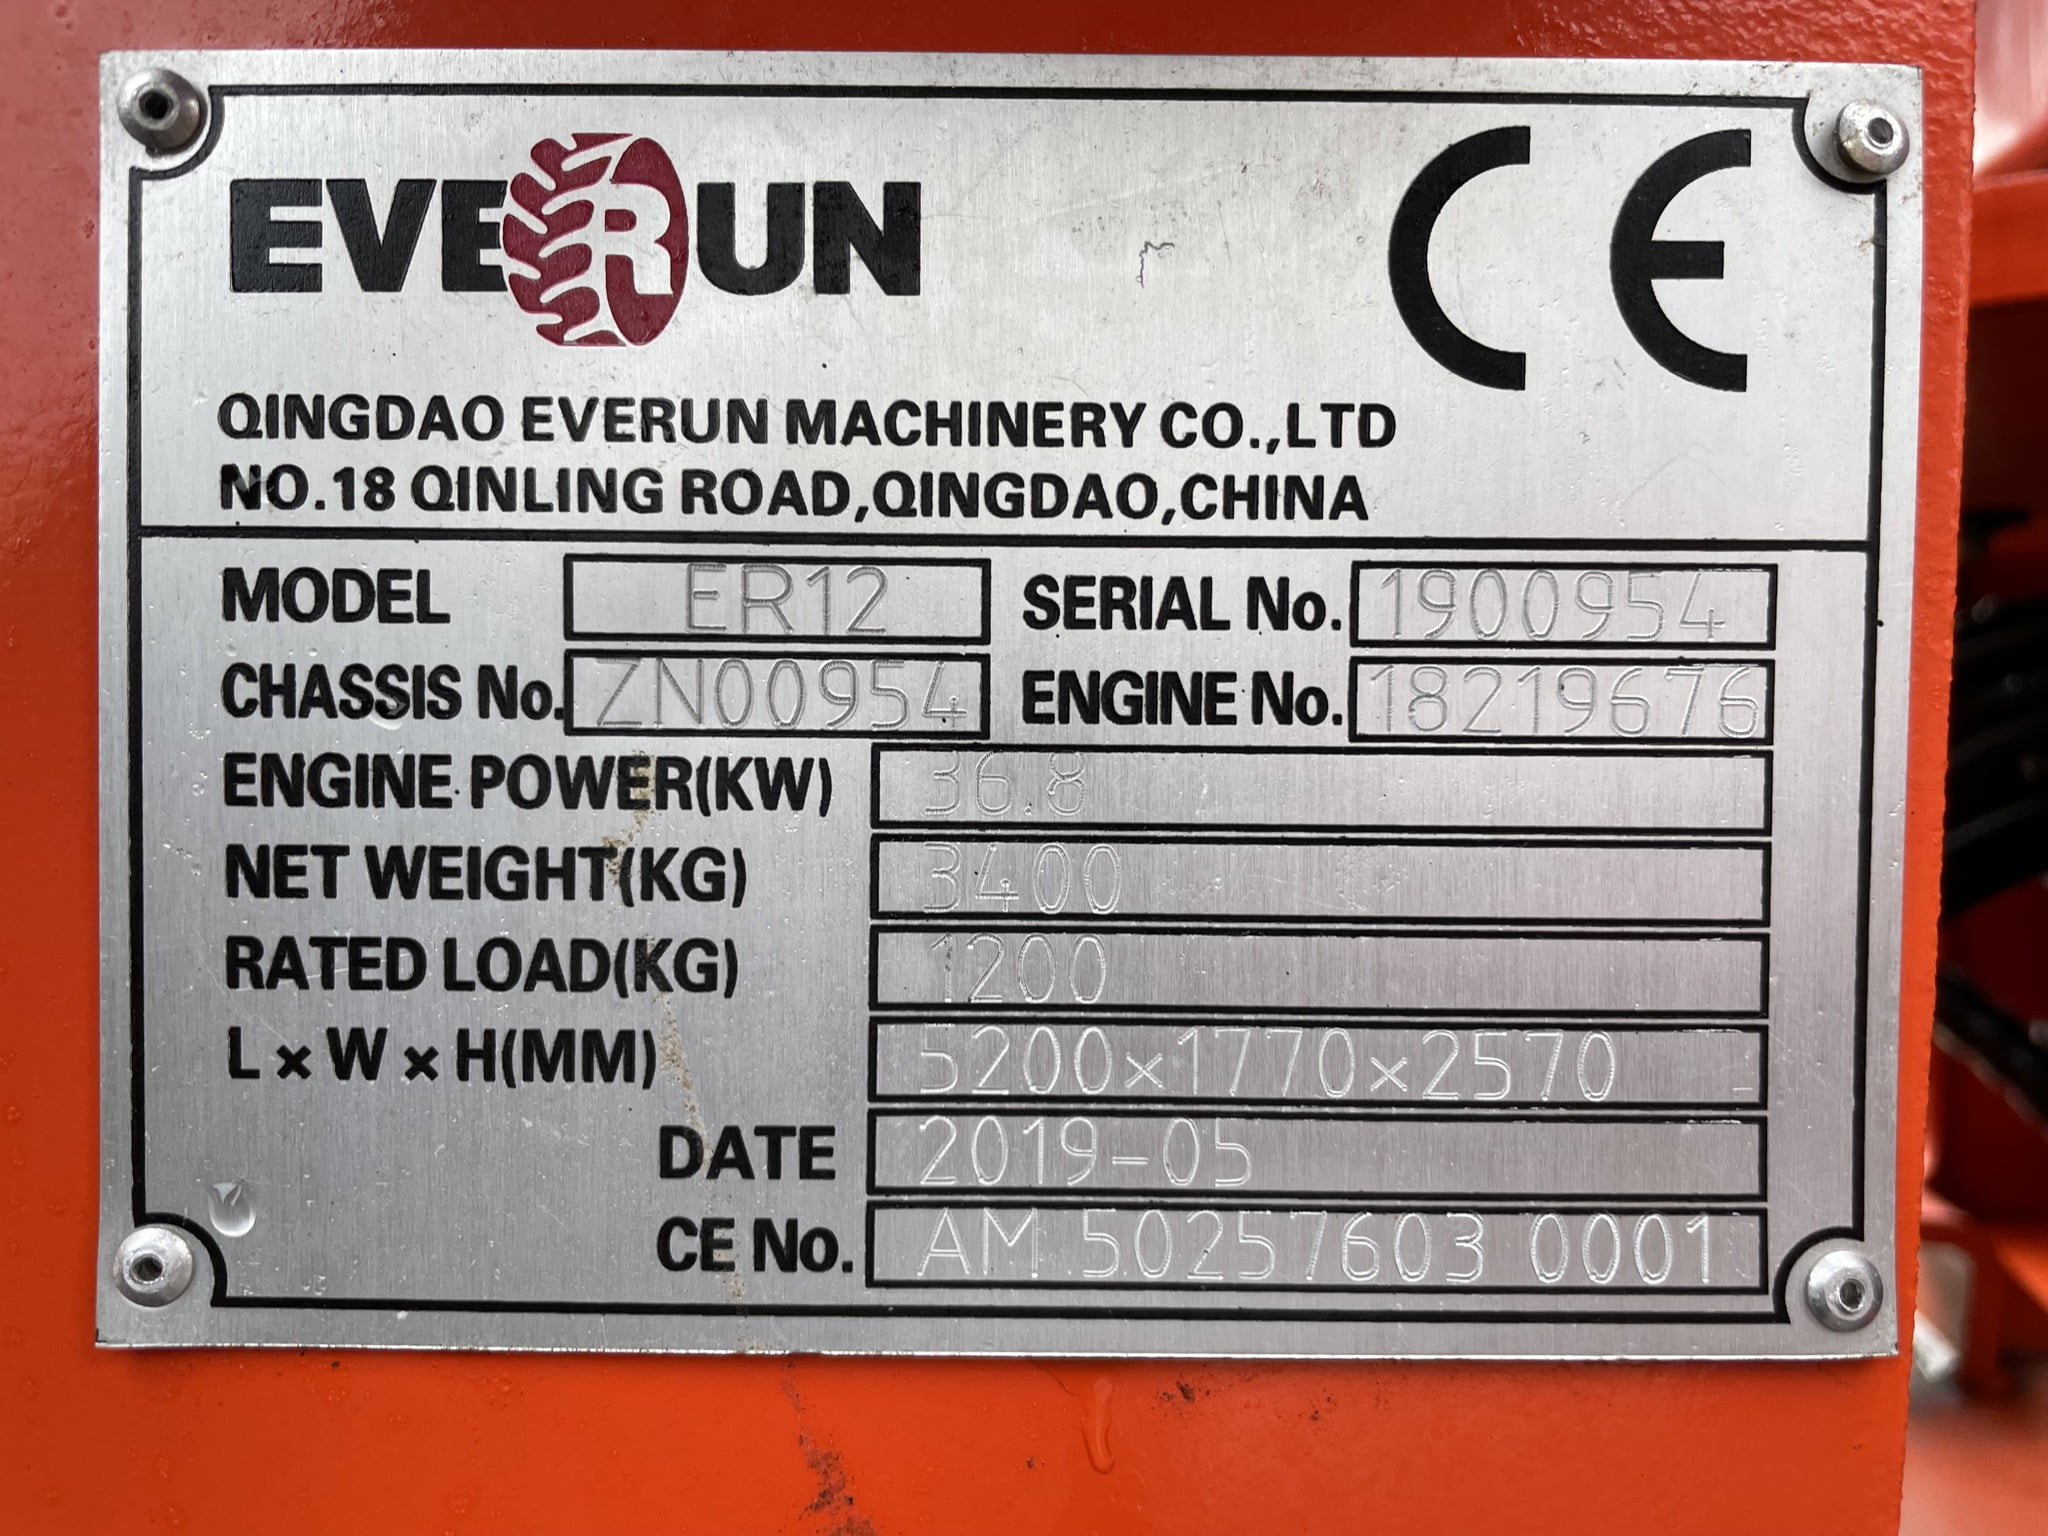 EVERUN
CE
QINGDAO EVERUN MACHINERY CO.,LTD
NO.18 QINLING ROAD,QINGDAO,CHINA
MODEL ER12 SERIAL No. 1900954
CHASSIS No. ZN00954 ENGINE No. 18219676
ENGINE POWER(KW) 36.8
NET WEIGHT(KG) 3400
RATED LOAD(KG) 1200
L×W×H(MM) 5200×1770×2570
DATE 2019-05
CE No. AM 50257603 0001